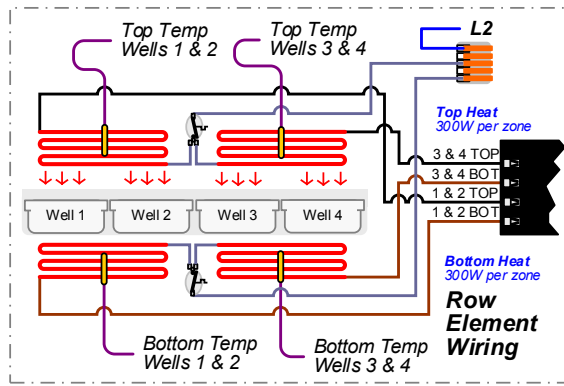 Top Temp
Wells 1 & 2
Top Temp
Wells 3 & 4
L2
Top Heat
300W per zone
3 & 4 TOP
3 & 4 BOT
1 & 2 TOP
1 & 2 BOT
Well 1
Well 2
Well 3
Well 4
Bottom Heat
300W per zone
Row
Element
Wiring
Bottom Temp
Wells 1 & 2
Bottom Temp
Wells 3 & 4